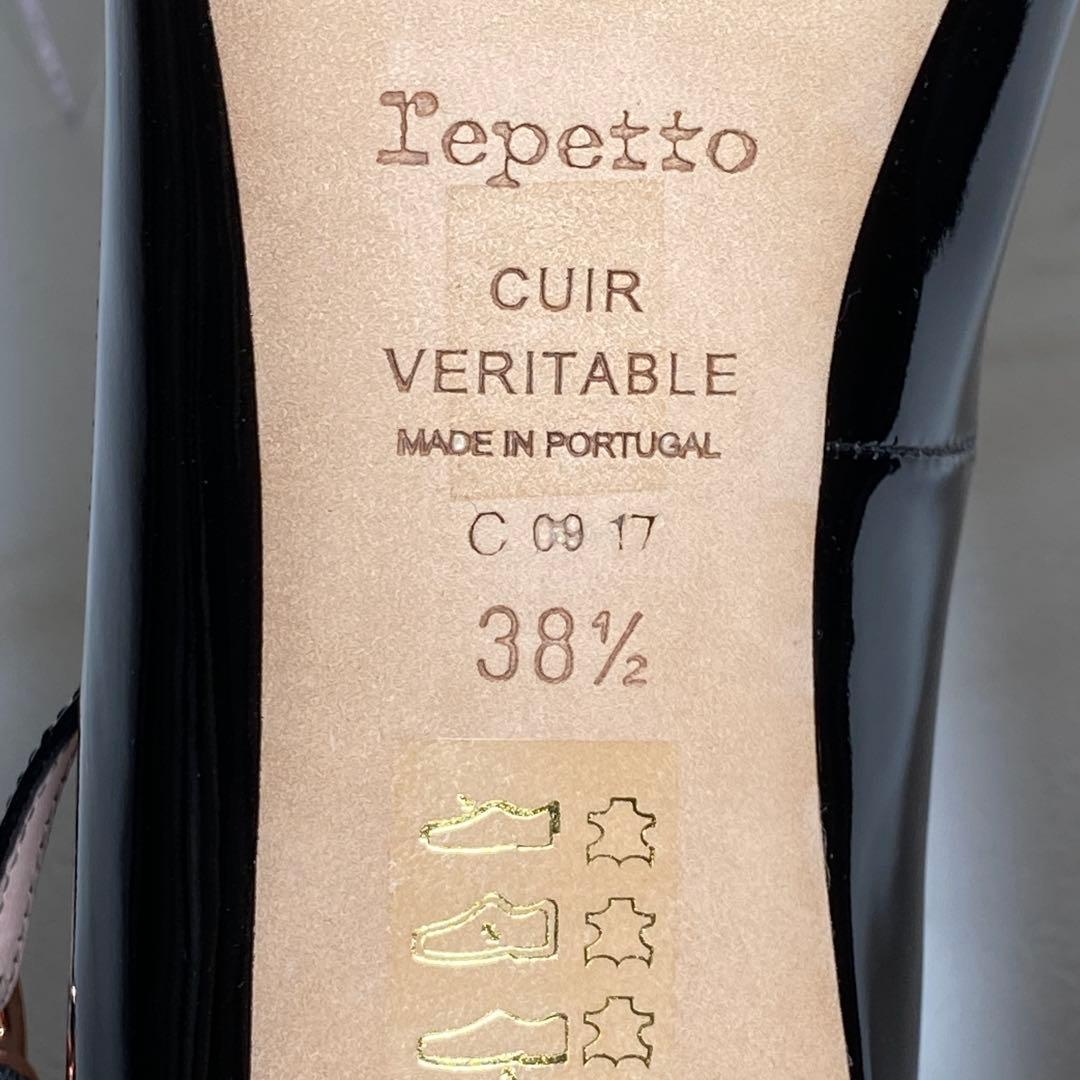 repetto
CUIR
VERITABLE
MADE IN PORTUGAL
C 09 17
38½